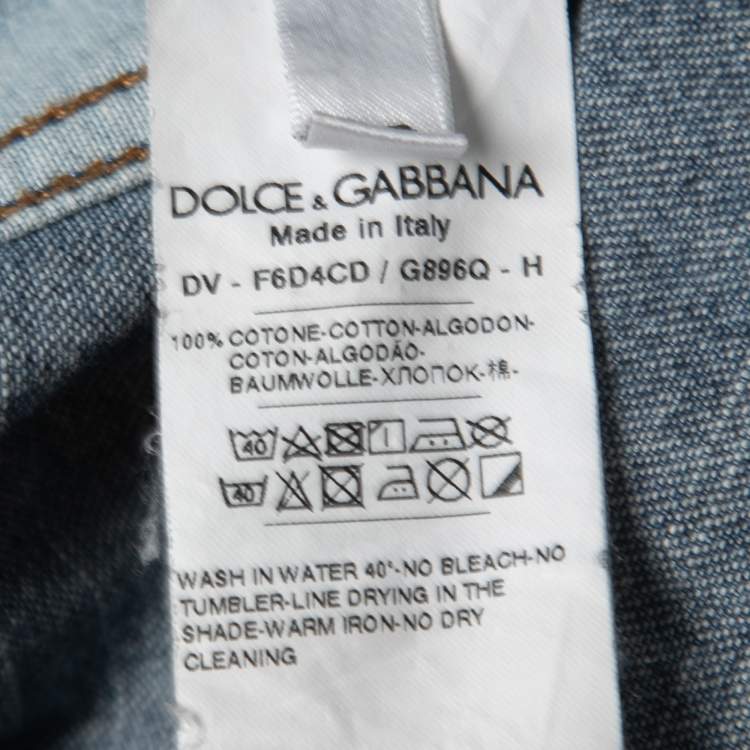 DOLCE & GABBANA
Made in Italy
DV - F6D4CD / G896Q - H
100% COTONE-COTTON-ALGODON-
COTON-ALGODÃO-
BAUMWOLLE-ХЛОПОК-棉-
40
40
WASH IN WATER 40°-NO BLEACH-NO
TUMBLER-LINE DRYING IN THE
SHADE-WARM IRON-NO DRY
CLEANING